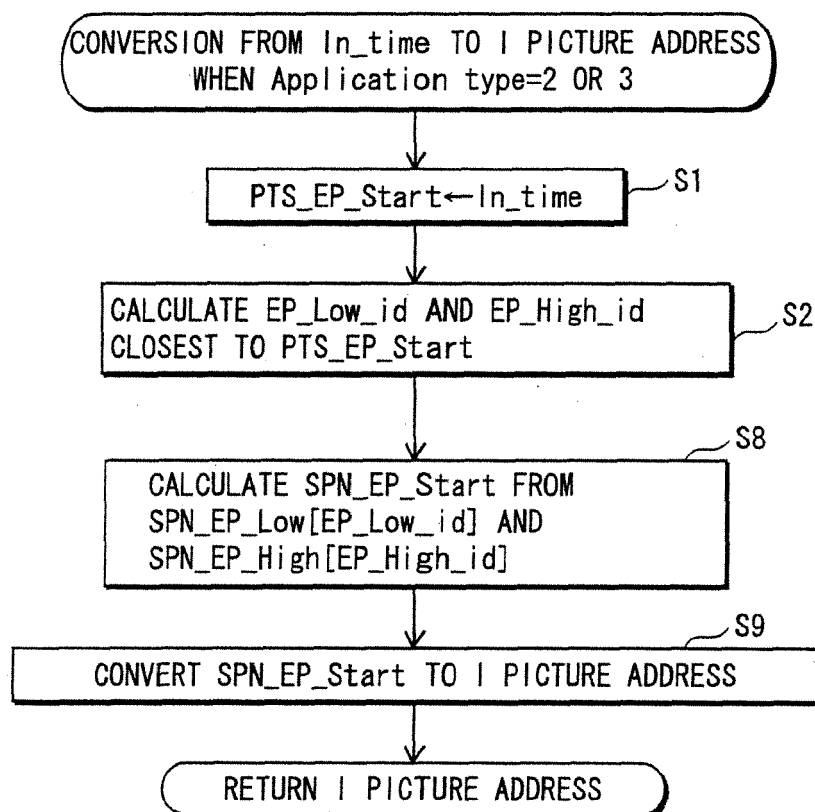 CONVERSION FROM In_time TO I PICTURE ADDRESS
WHEN Application type=2 OR 3
PTS_EP_Start←In_time
S1
CALCULATE EP_Low_id AND EP_High_id
CLOSEST TO PTS_EP_Start
S2
S8
CALCULATE SPN_EP_Start FROM
SPN_EP_Low[EP_Low_id] AND
SPN_EP_High[EP_High_id]
S9
CONVERT SPN_EP_Start TO I PICTURE ADDRESS
RETURN I PICTURE ADDRESS